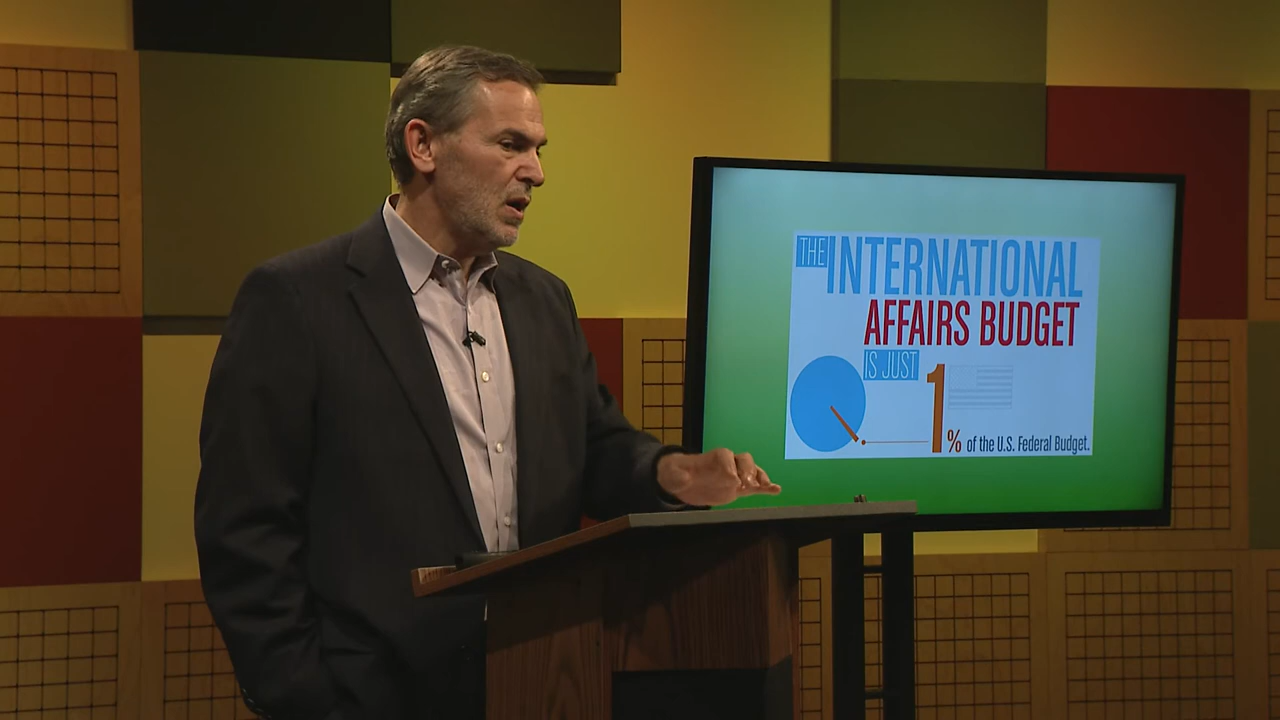 THE INTERNATIONAL
AFFAIRS BUDGET
IS JUST
1% of the U.S. Federal Budget.